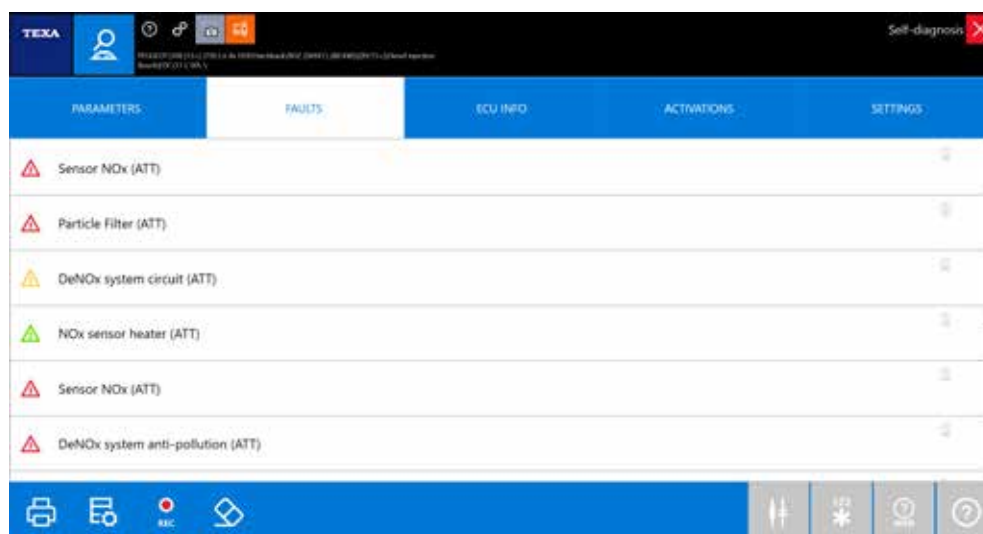 TEXA
Self-diagnosis
PARAMETERS
FAULTS
ECU INFO
ACTIVATIONS
SETTINGS
Sensor NOx (ATT)
Particle Filter (ATT)
DeNOx system circuit (ATT)
NOx sensor heater (ATT)
Sensor NOx (ATT)
DeNOx system anti-pollution (ATT)
REC